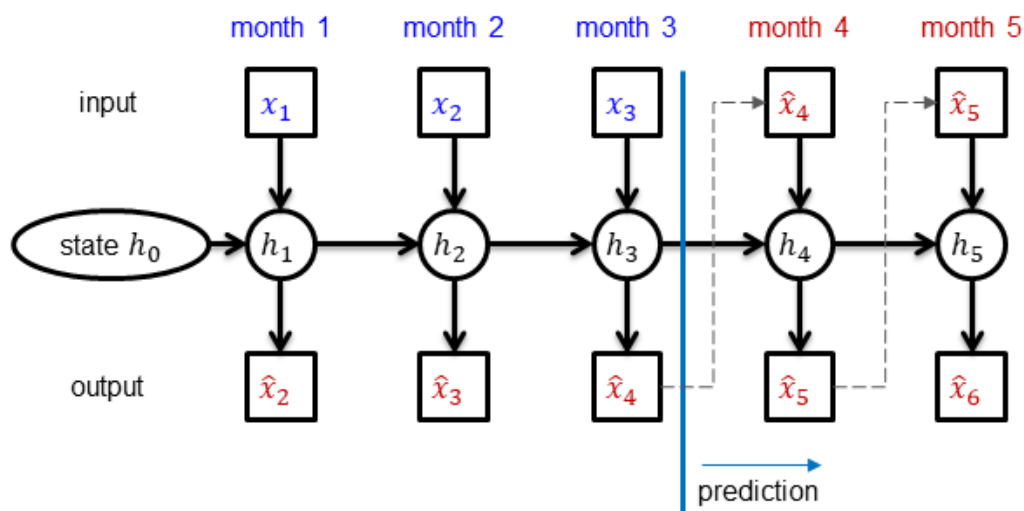 month 1 month 2 month 3 month 4 month 5
input x₁ x₂ x₃ x̂₄ x̂₅
state h₀ h₁ h₂ h₃ h₄ h₅
output x̂₂ x̂₃ x̂₄ x̂₅ x̂₆
prediction